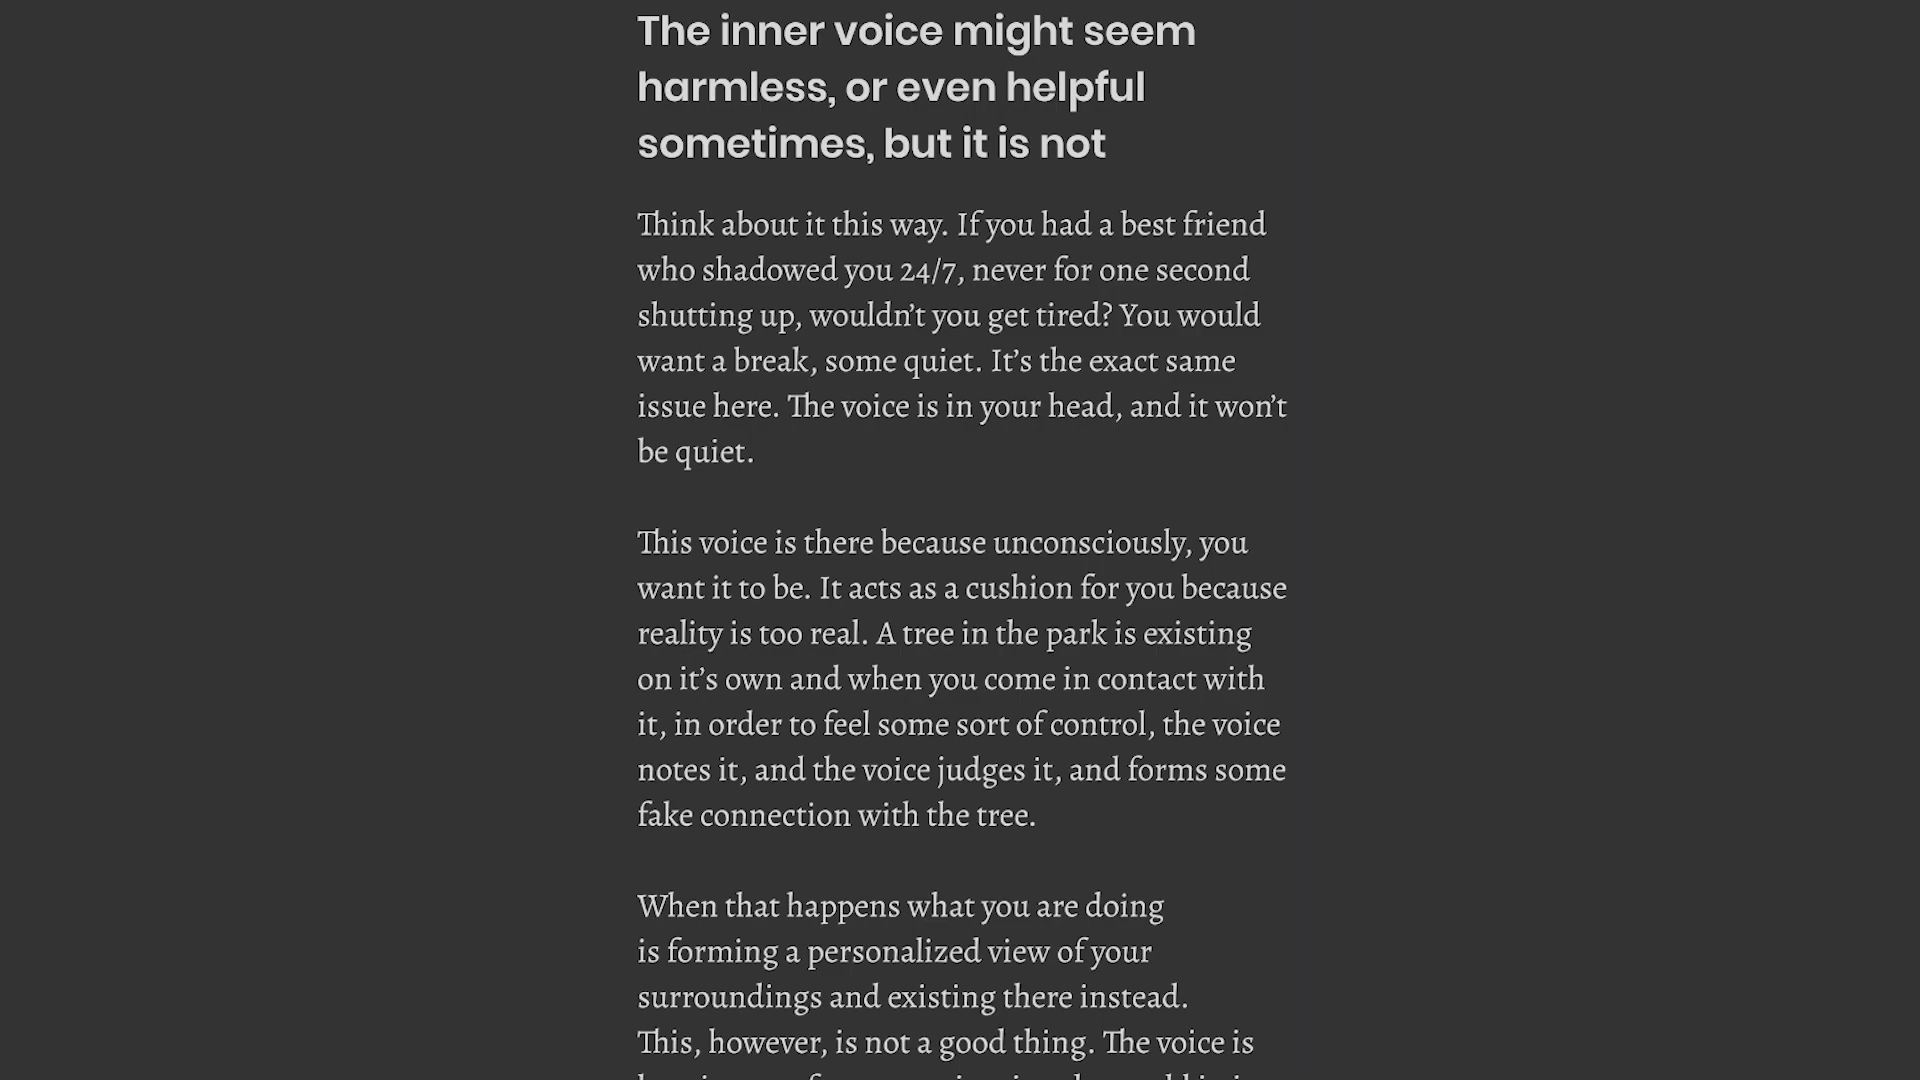 The inner voice might seem
harmless, or even helpful
sometimes, but it is not
Think about it this way. If you had a best friend
who shadowed you 24/7, never for one second
shutting up, wouldn’t you get tired? You would
want a break, some quiet. It’s the exact same
issue here. The voice is in your head, and it won’t
be quiet.
This voice is there because unconsciously, you
want it to be. It acts as a cushion for you because
reality is too real. A tree in the park is existing
on it’s own and when you come in contact with
it, in order to feel some sort of control, the voice
notes it, and the voice judges it, and forms some
fake connection with the tree.
When that happens what you are doing
is forming a personalized view of your
surroundings and existing there instead.
This, however, is not a good thing. The voice is